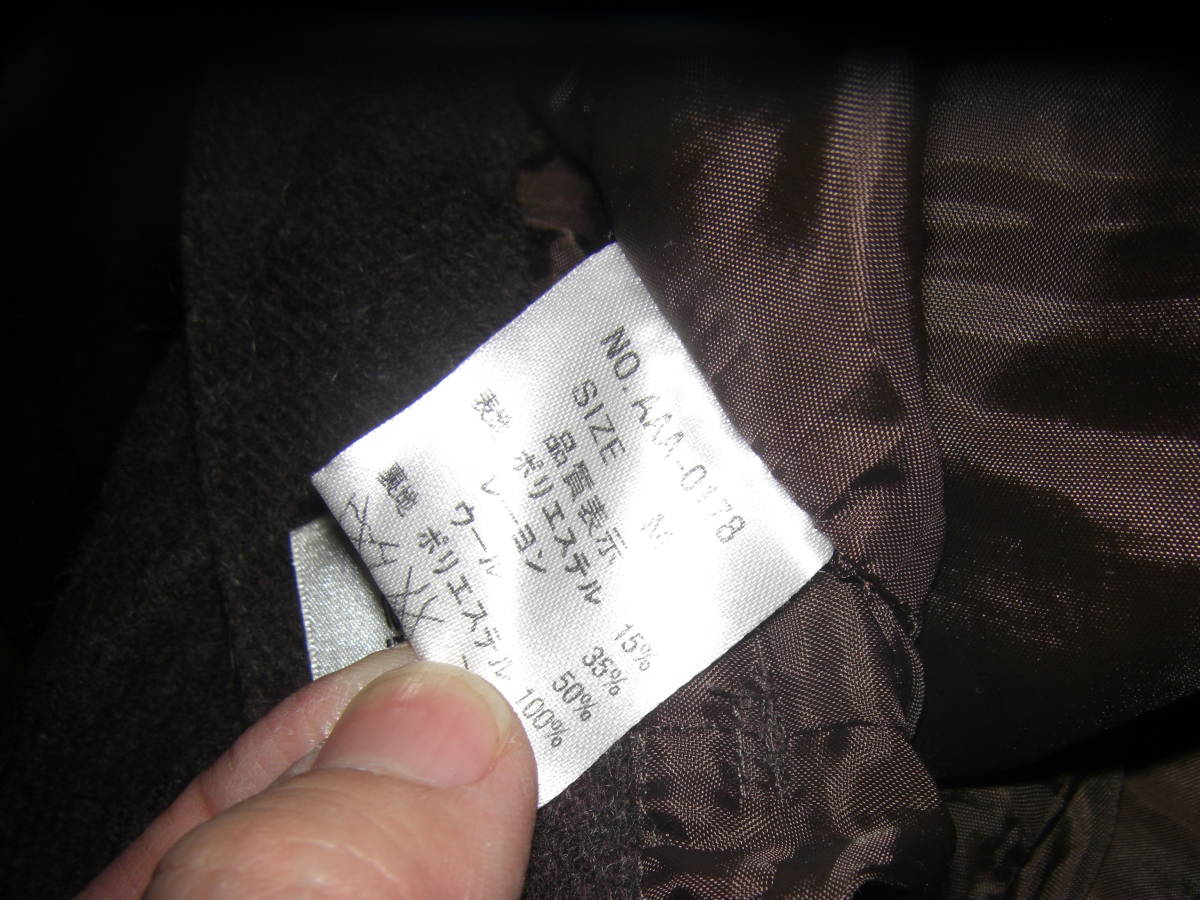 NO. AAA-0178
SIZE M
品質表示
表地 ポリエステル 15%
レーヨン 35%
ウール 50%
裏地 ポリエステル 100%